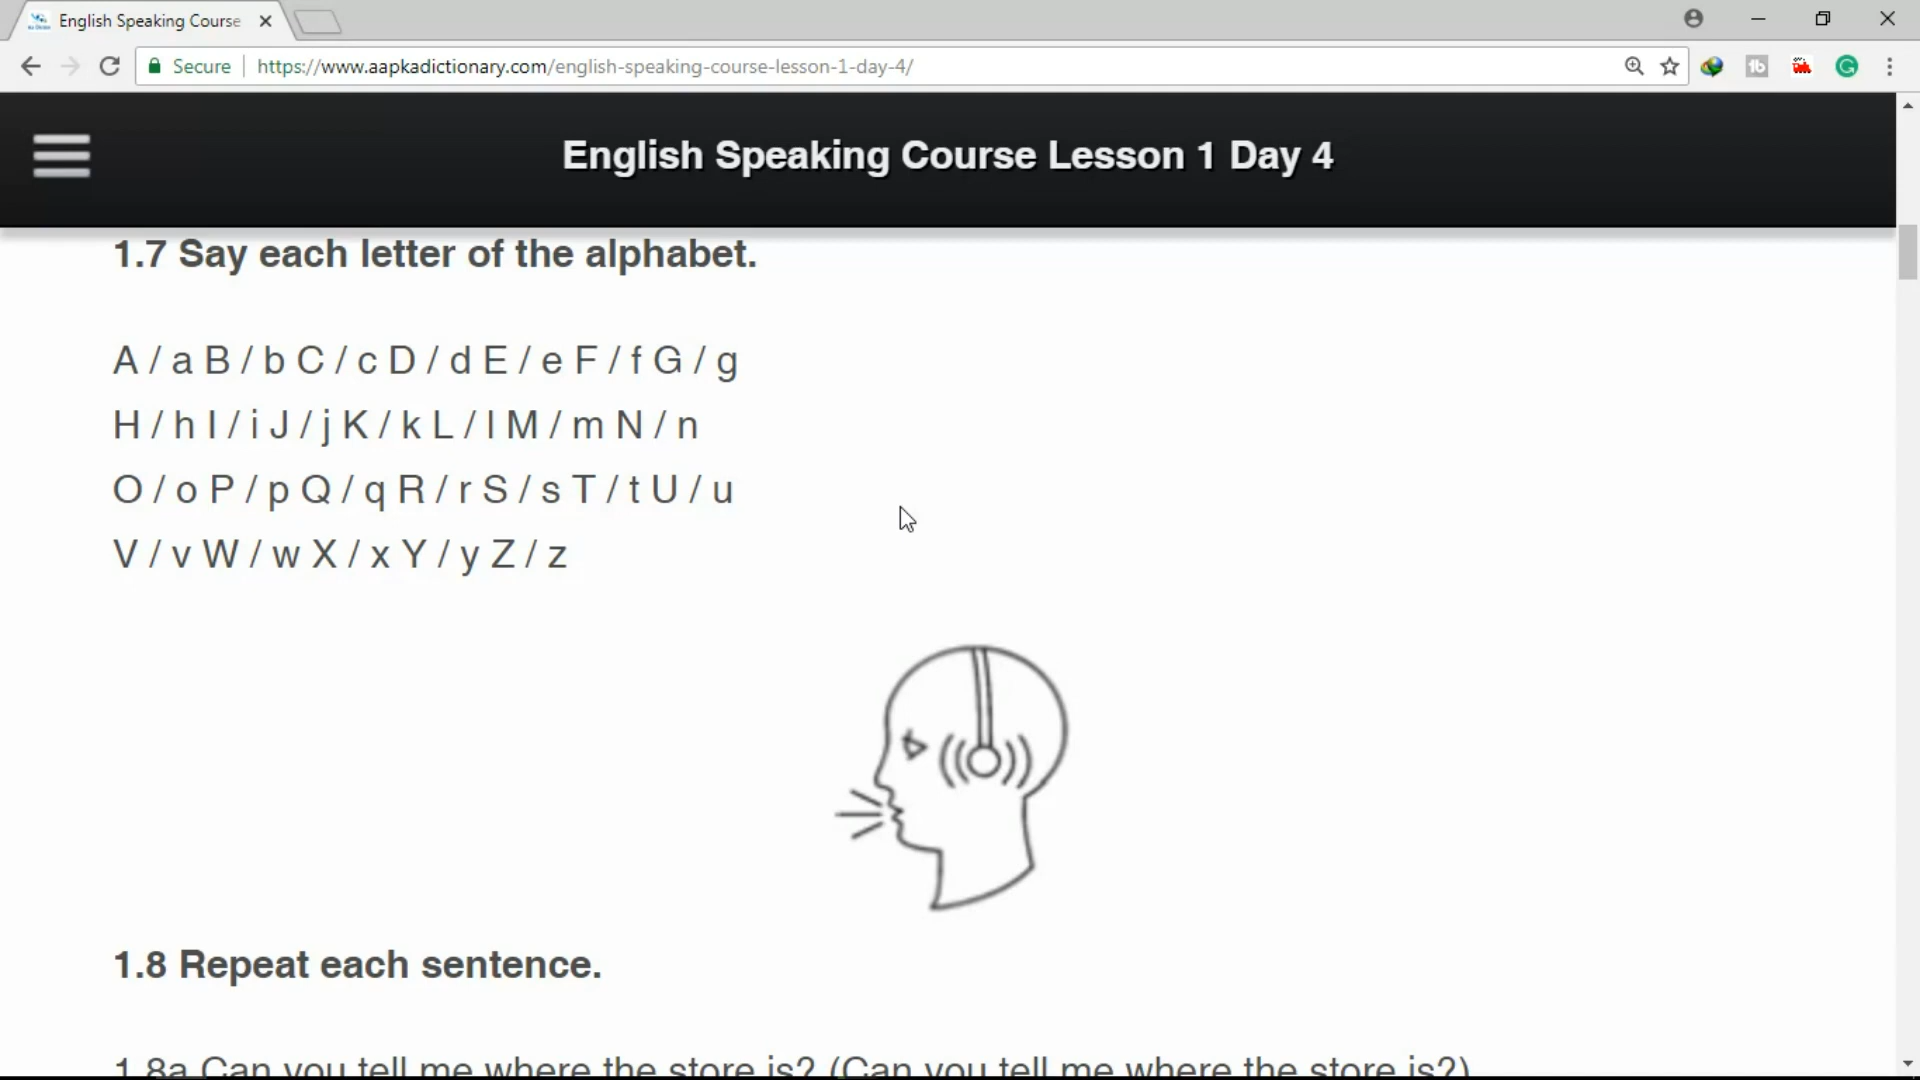 English Speaking Course
Secure
https://www.aapkadictionary.com/english-speaking-course-lesson-1-day-4/
English Speaking Course Lesson 1 Day 4
1.7 Say each letter of the alphabet.
A / a B / b C / c D / d E / e F / f G / g
H / h I / i J / j K / k L / l M / m N / n
O / o P / p Q / q R / r S / s T / t U / u
V / v W / w X / x Y / y Z / z
1.8 Repeat each sentence.
1.8a Can you tell me where the store is? (Can you tell me where the store is?)